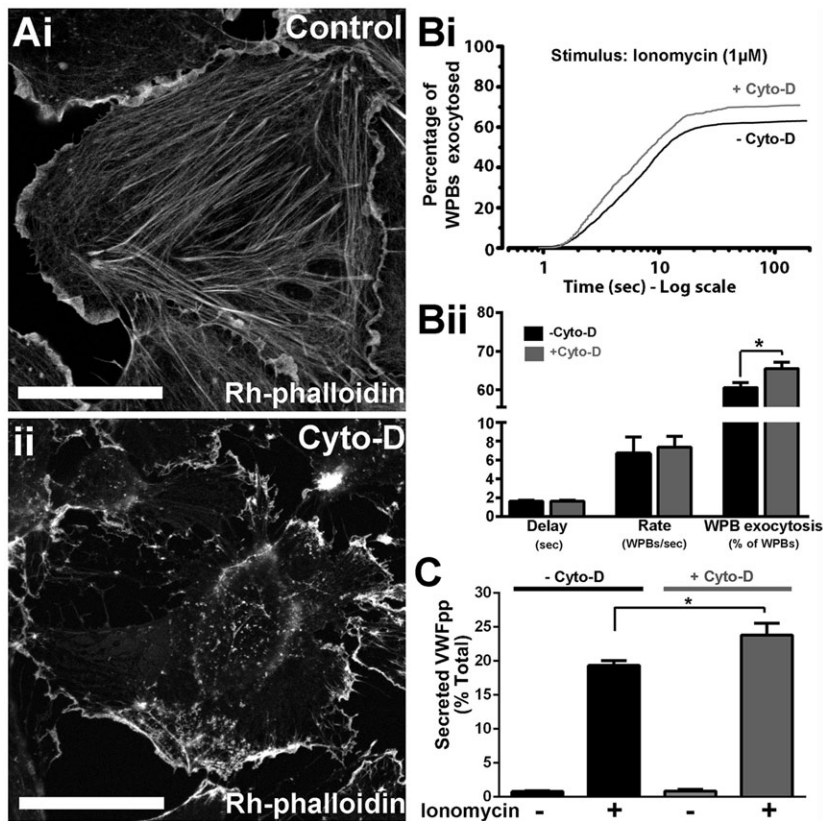 Ai
Control
Rh-phalloidin
ii
Cyto-D
Rh-phalloidin
Bi
Stimulus: Ionomycin (1µM)
Percentage of
WPBs exocytosed
100
80
60
40
20
0
+ Cyto-D
- Cyto-D
1 10 100
Time (sec) - Log scale
Bii
-Cyto-D
+Cyto-D
80
70
60
10
8
6
4
2
0
*
Delay Rate WPB exocytosis
(sec) (WPBs/sec) (% of WPBs)
C
- Cyto-D + Cyto-D
*
Secreted VWFpp
(% Total)
30
25
20
15
10
5
0
Ionomycin - + - +